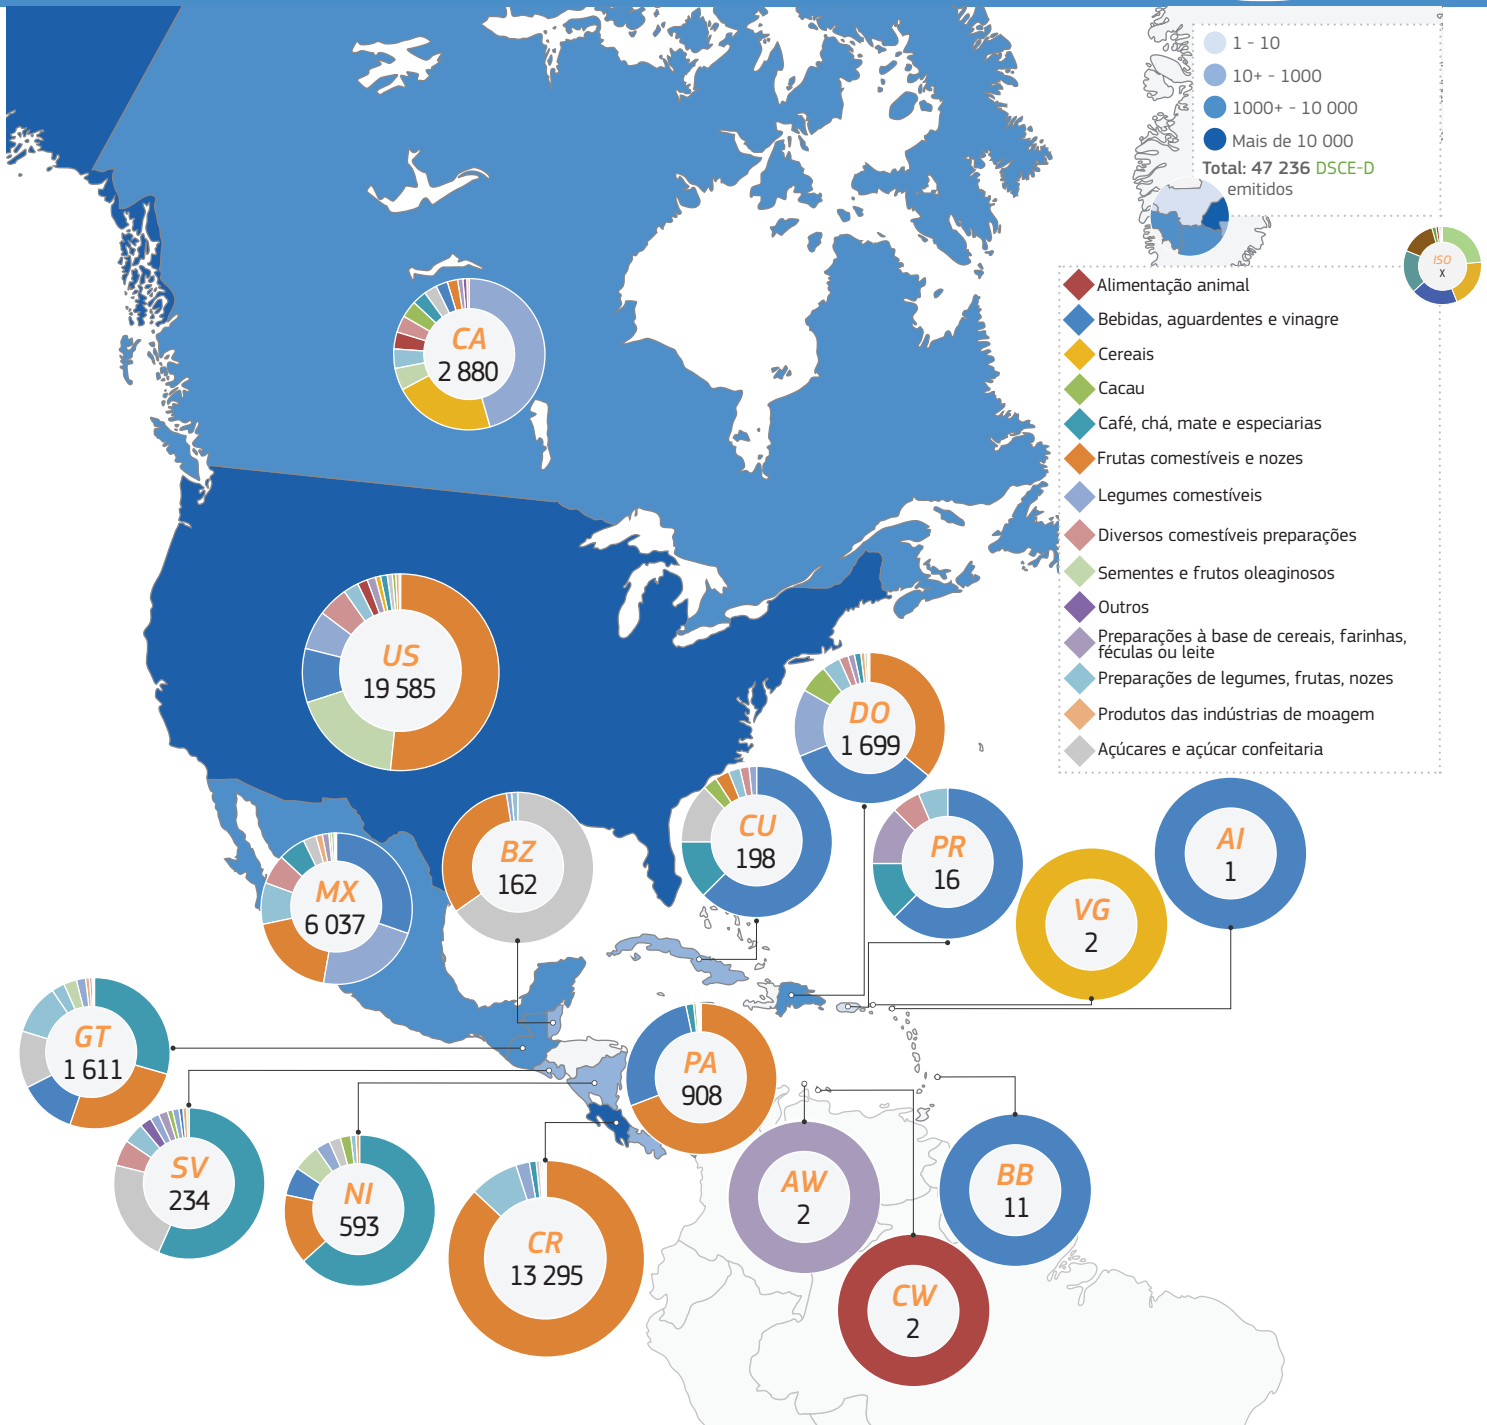 1 - 10
10+ - 1000
1000+ - 10 000
Mais de 10 000
Total: 47 236 DSCE-D
emitidos
ISO
x
Alimentação animal
Bebidas, aguardentes e vinagre
Cereais
Cacau
Café, chá, mate e especiarias
Frutas comestíveis e nozes
Legumes comestíveis
Diversos comestíveis preparações
Sementes e frutos oleaginosos
Outros
Preparações à base de cereais, farinhas,
féculas ou leite
Preparações de legumes, frutas, nozes
Produtos das indústrias de moagem
Açúcares e açúcar confeitaria
CA
2 880
US
19 585
DO
1 699
CU
198
PR
16
AI
1
VG
2
BZ
162
MX
6 037
GT
1 611
PA
908
SV
234
NI
593
CR
13 295
AW
2
BB
11
CW
2